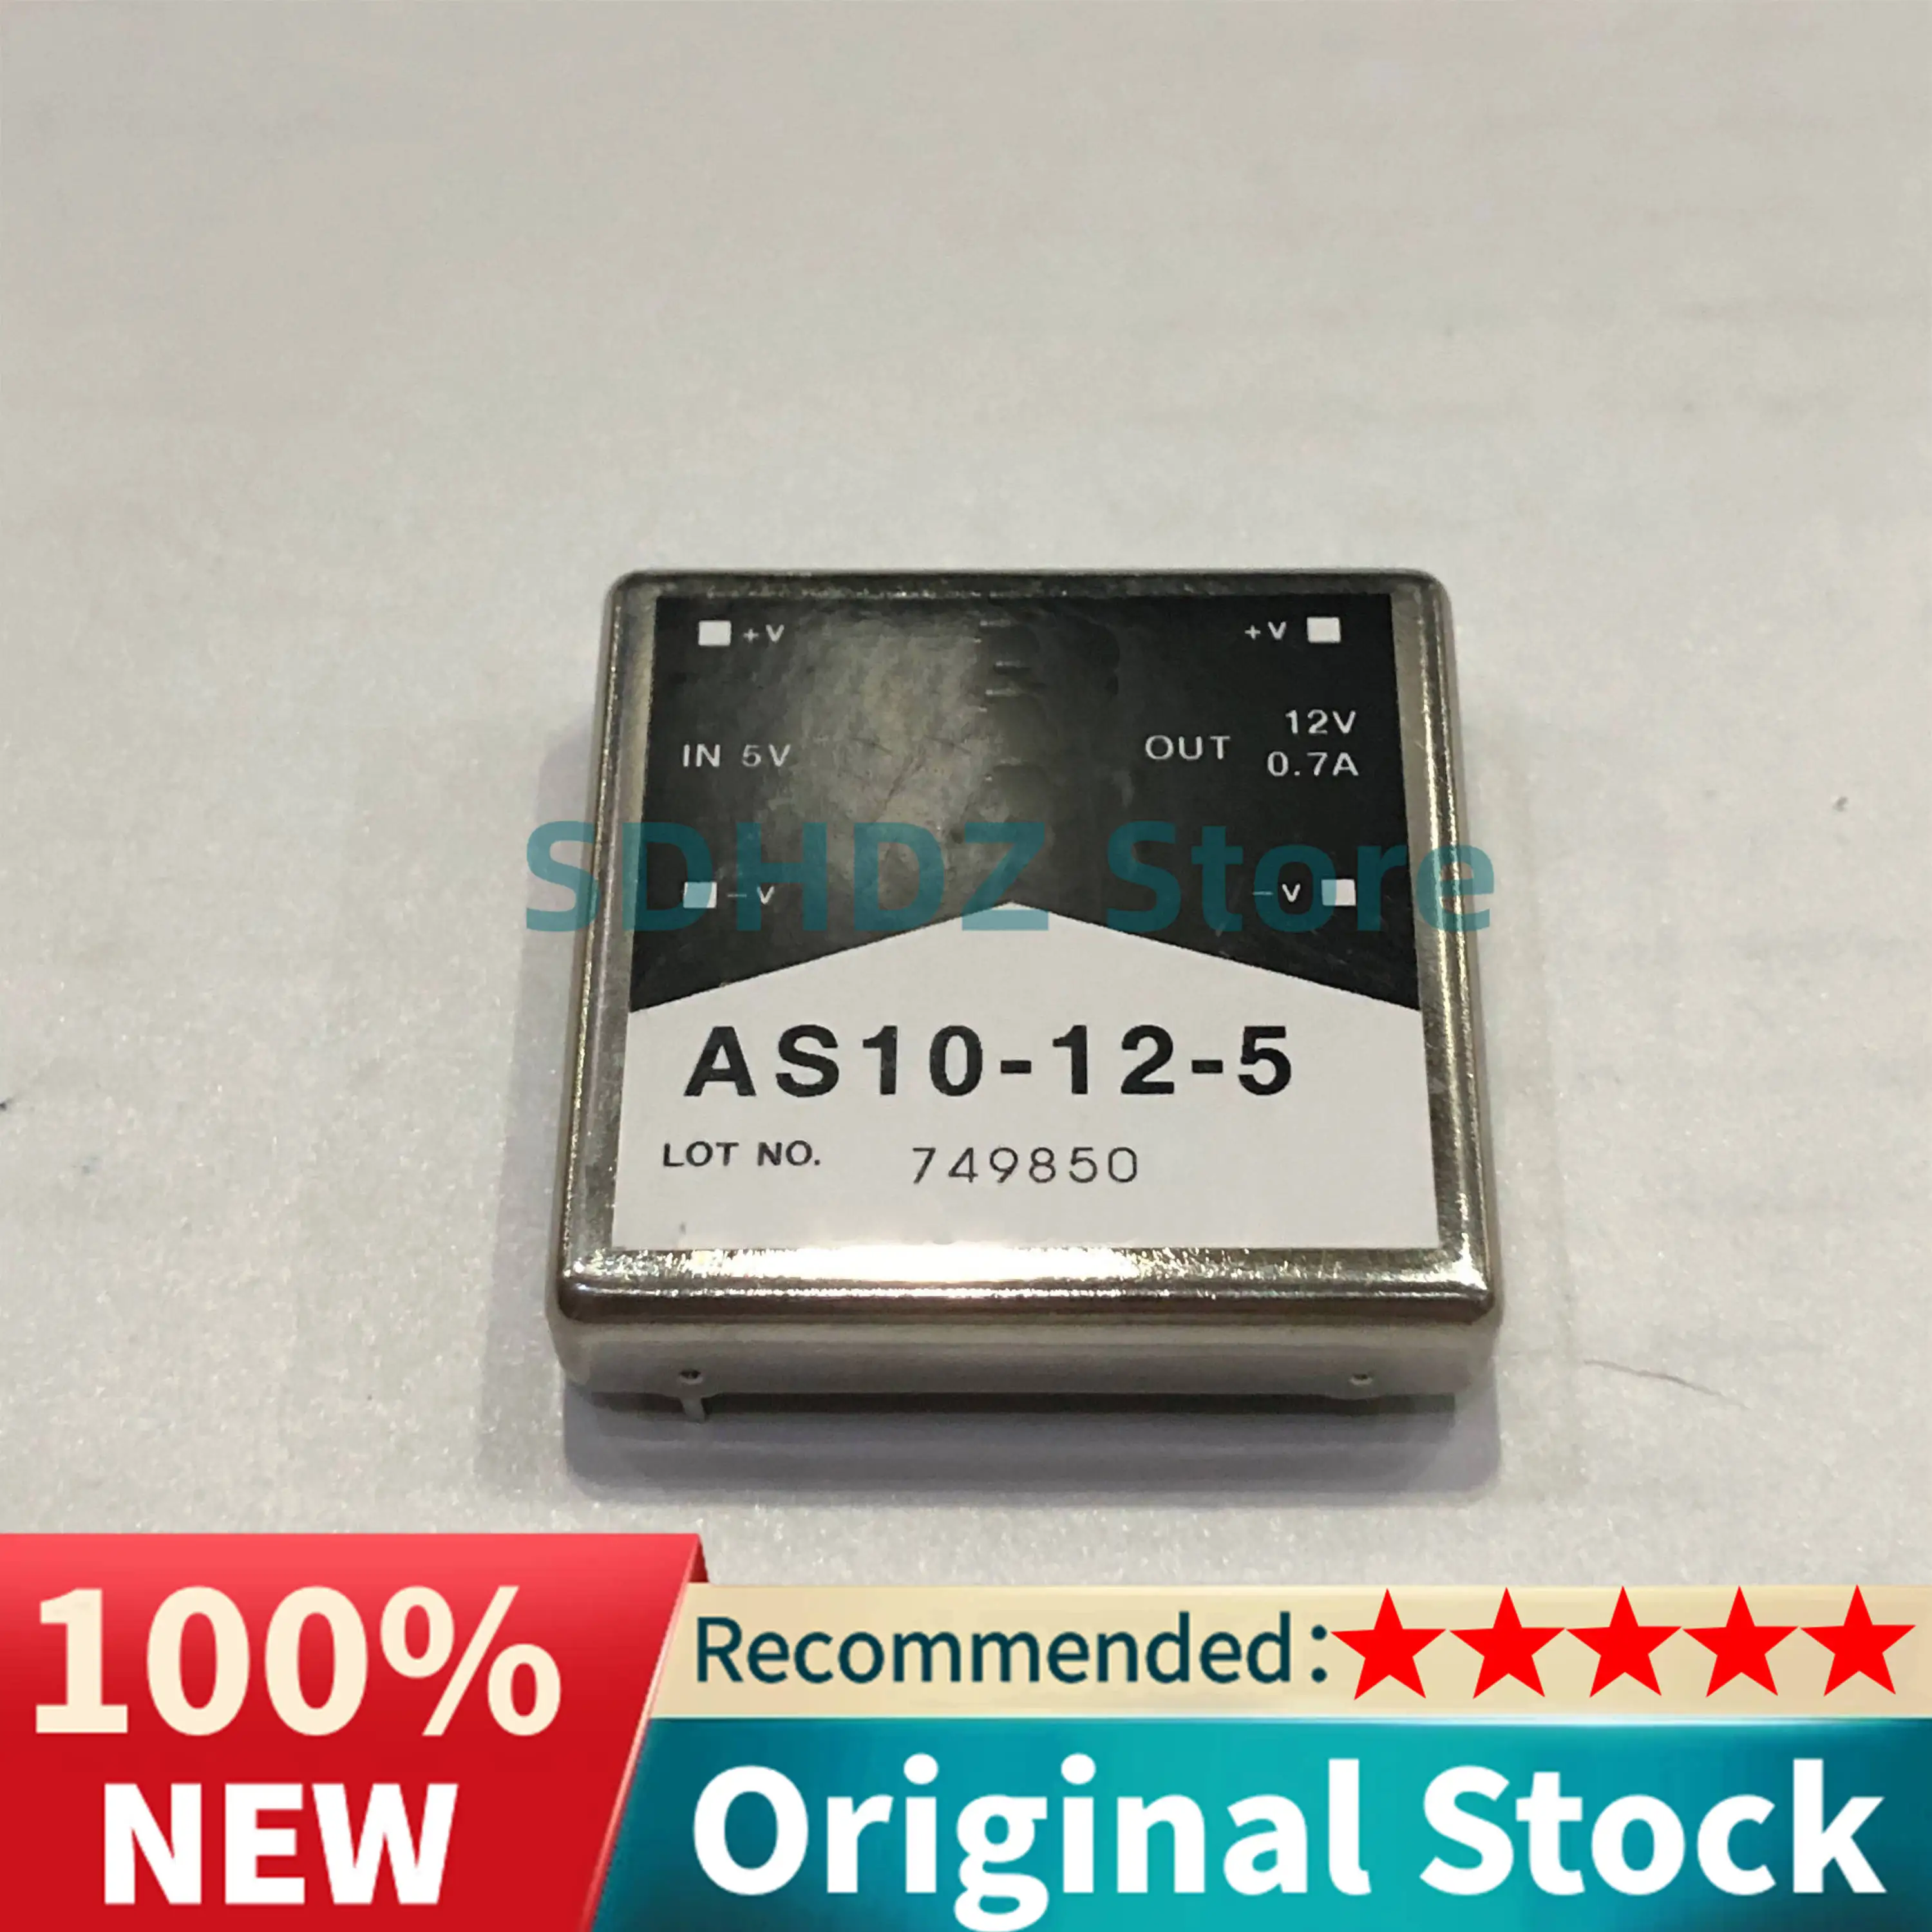 +V +V
IN 5V OUT 12V
0.7A
SDHDZ Store
-V -V
AS10-12-5
LOT NO. 749850
100%
NEW
Recommended:
Original Stock